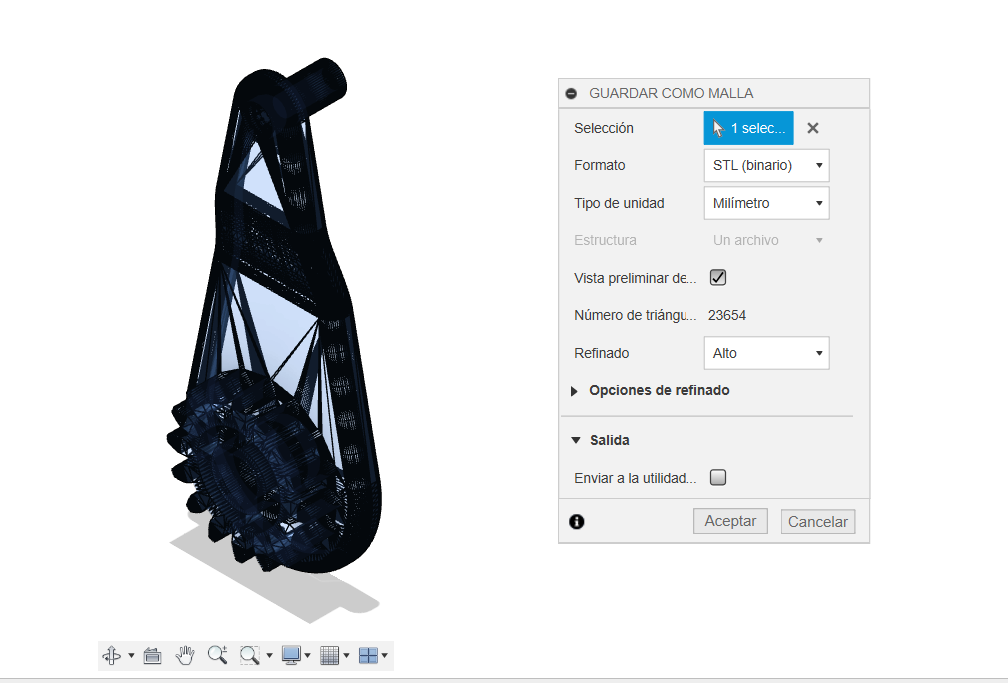 GUARDAR COMO MALLA
Selección 1 selec...
Formato STL (binario)
Tipo de unidad Milímetro
Estructura Un archivo
Vista preliminar de...
Número de triángu... 23654
Refinado Alto
Opciones de refinado
Salida
Enviar a la utilidad...
Aceptar Cancelar